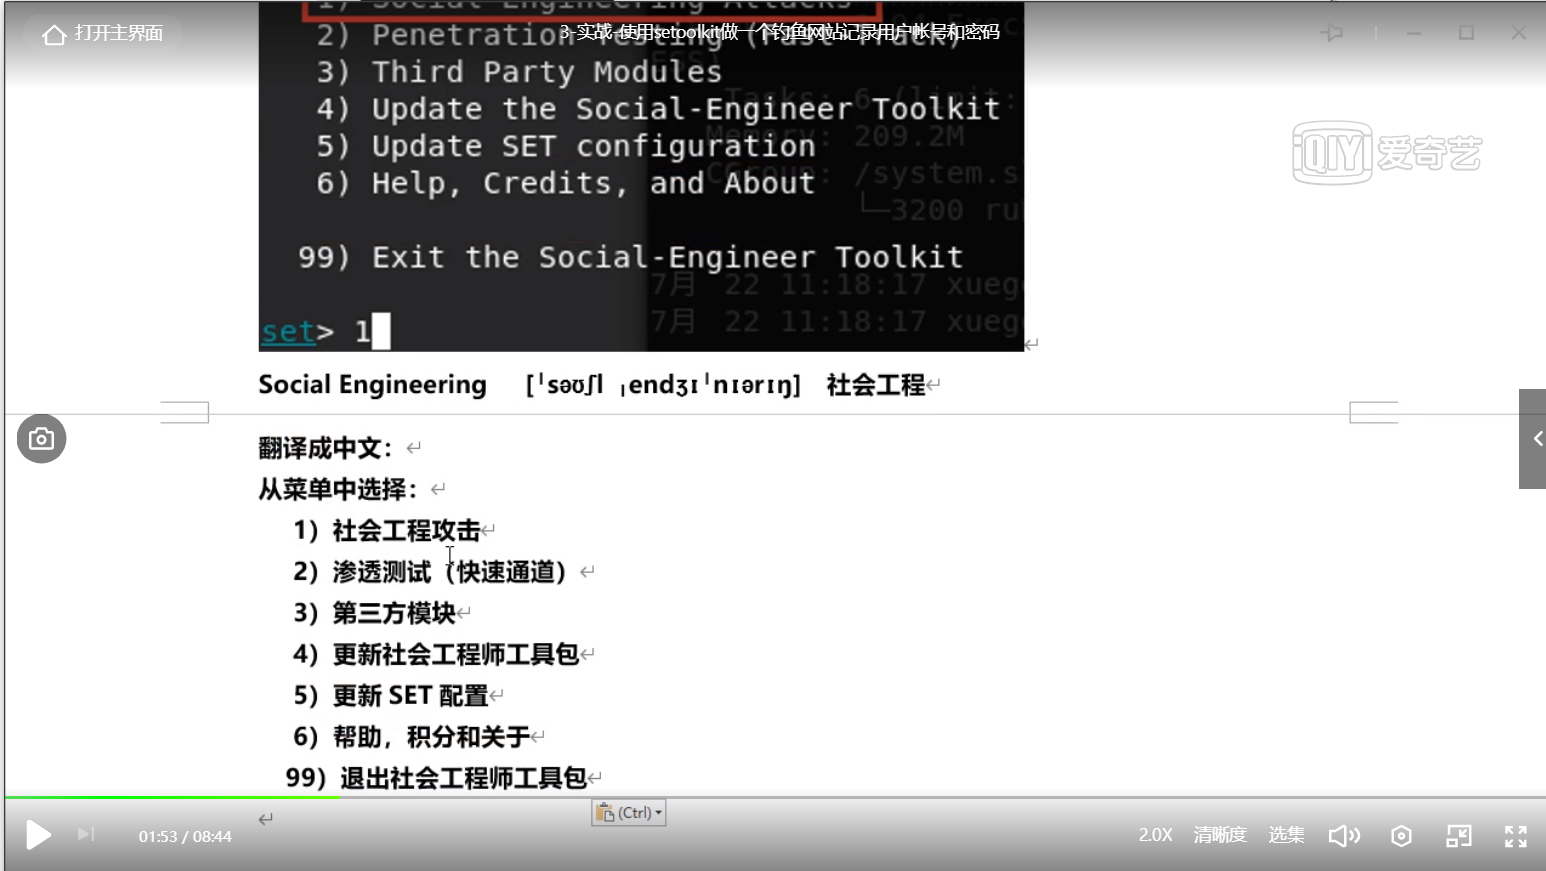 1) Social Engineering Attacks
打开主界面
3-实战-使用setoolkit做一个钓鱼网站记录用户帐号和密码
2) Penetration Testing (Fast-Track)
3) Third Party Modules
Tasks: 6 (limit:
4) Update the Social-Engineer Toolkit
Memory: 209.2M
5) Update SET configuration
CGroup: /system.s
6) Help, Credits, and About
└─3200 ru
QIY 爱奇艺
99) Exit the Social-Engineer Toolkit
7月 22 11:18:17 xueg
7月 22 11:18:17 xueg
set> 1
Social Engineering [ˈsəʊʃl ˌendʒɪˈnɪərɪŋ] 社会工程
翻译成中文：
从菜单中选择：
1）社会工程攻击
2）渗透测试（快速通道）
3）第三方模块
4）更新社会工程师工具包
5）更新 SET 配置
6）帮助，积分和关于
99）退出社会工程师工具包
(Ctrl)
01:53 / 08:44
2.0X 清晰度 选集